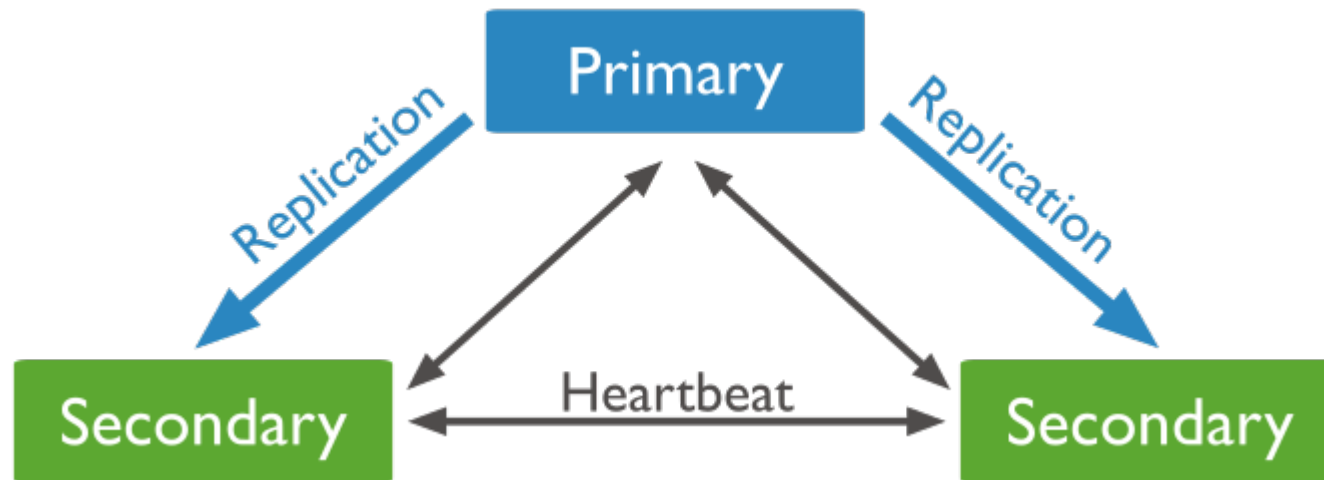 Primary
Replication
Replication
Heartbeat
Secondary
Secondary